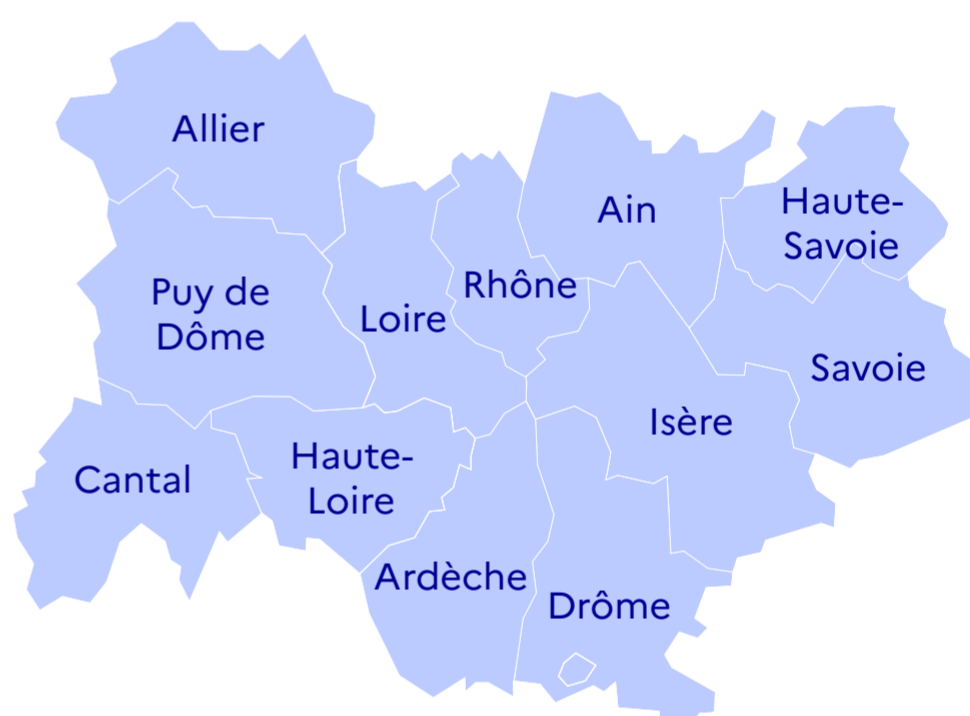 Allier
Ain
Haute-
Savoie
Puy de
Dôme
Loire
Rhône
Savoie
Isère
Cantal
Haute-
Loire
Ardèche
Drôme